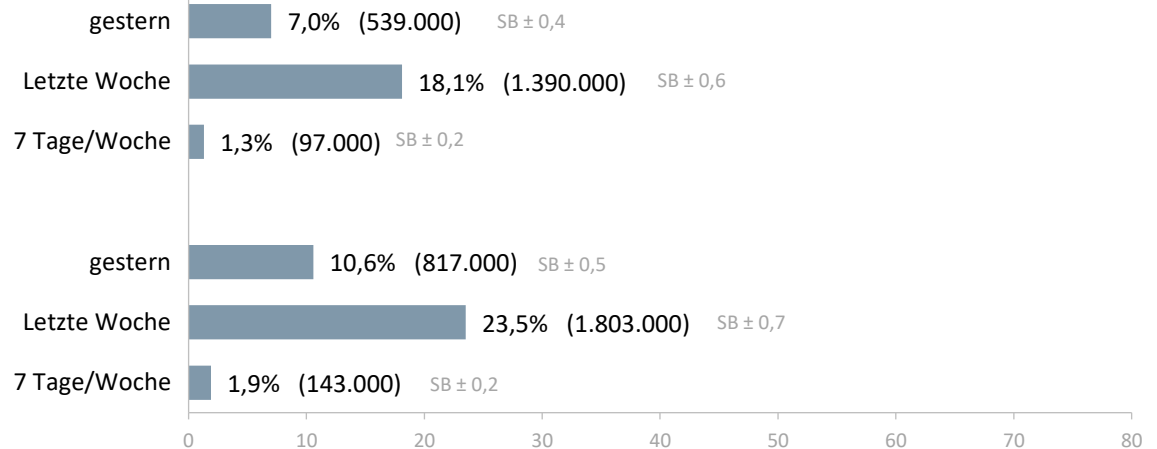 gestern 7,0% (539.000) SB ± 0,4
Letzte Woche 18,1% (1.390.000) SB ± 0,6
7 Tage/Woche 1,3% (97.000) SB ± 0,2
gestern 10,6% (817.000) SB ± 0,5
Letzte Woche 23,5% (1.803.000) SB ± 0,7
7 Tage/Woche 1,9% (143.000) SB ± 0,2
0 10 20 30 40 50 60 70 80